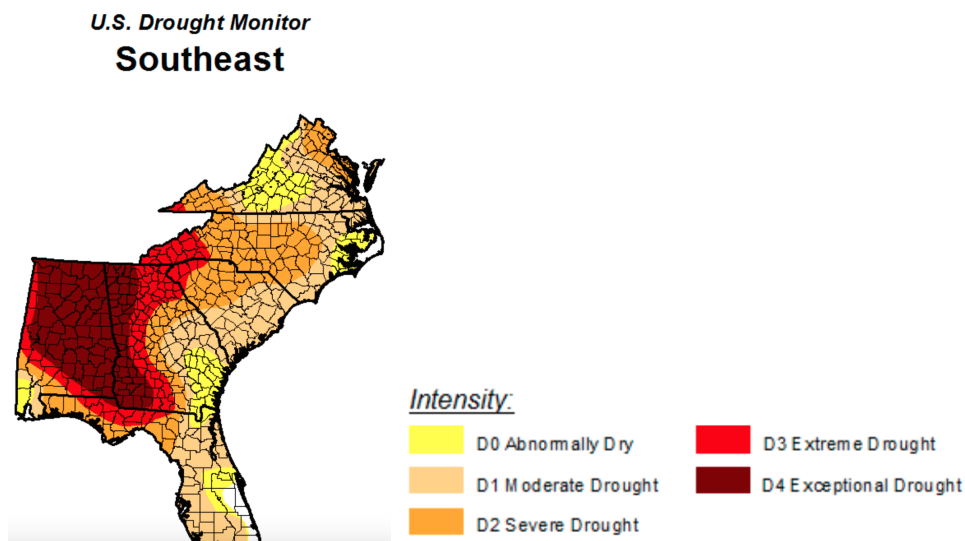 U.S. Drought Monitor
Southeast
Intensity:
D0 Abnormally Dry
D1 Moderate Drought
D2 Severe Drought
D3 Extreme Drought
D4 Exceptional Drought